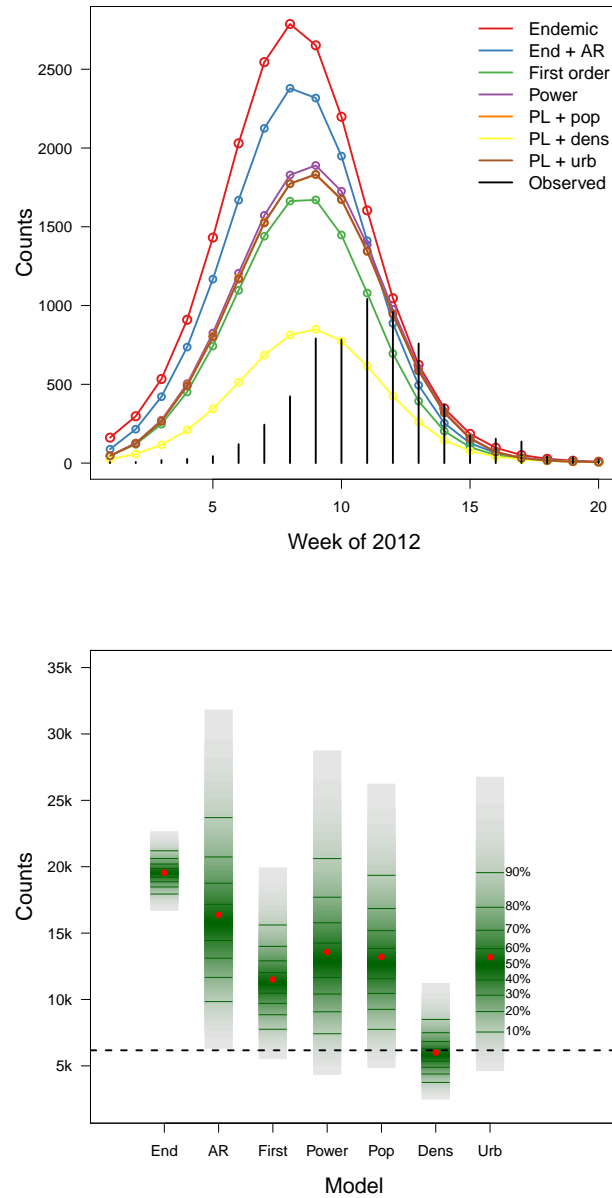 Endemic
End + AR
First order
Power
PL + pop
PL + dens
PL + urb
Observed
2500
2000
1500
1000
500
0
Counts
5
10
15
20
Week of 2012
35k
30k
25k
20k
15k
10k
5k
Counts
90%
80%
70%
60%
50%
40%
30%
20%
10%
End
AR
First
Power
Pop
Dens
Urb
Model